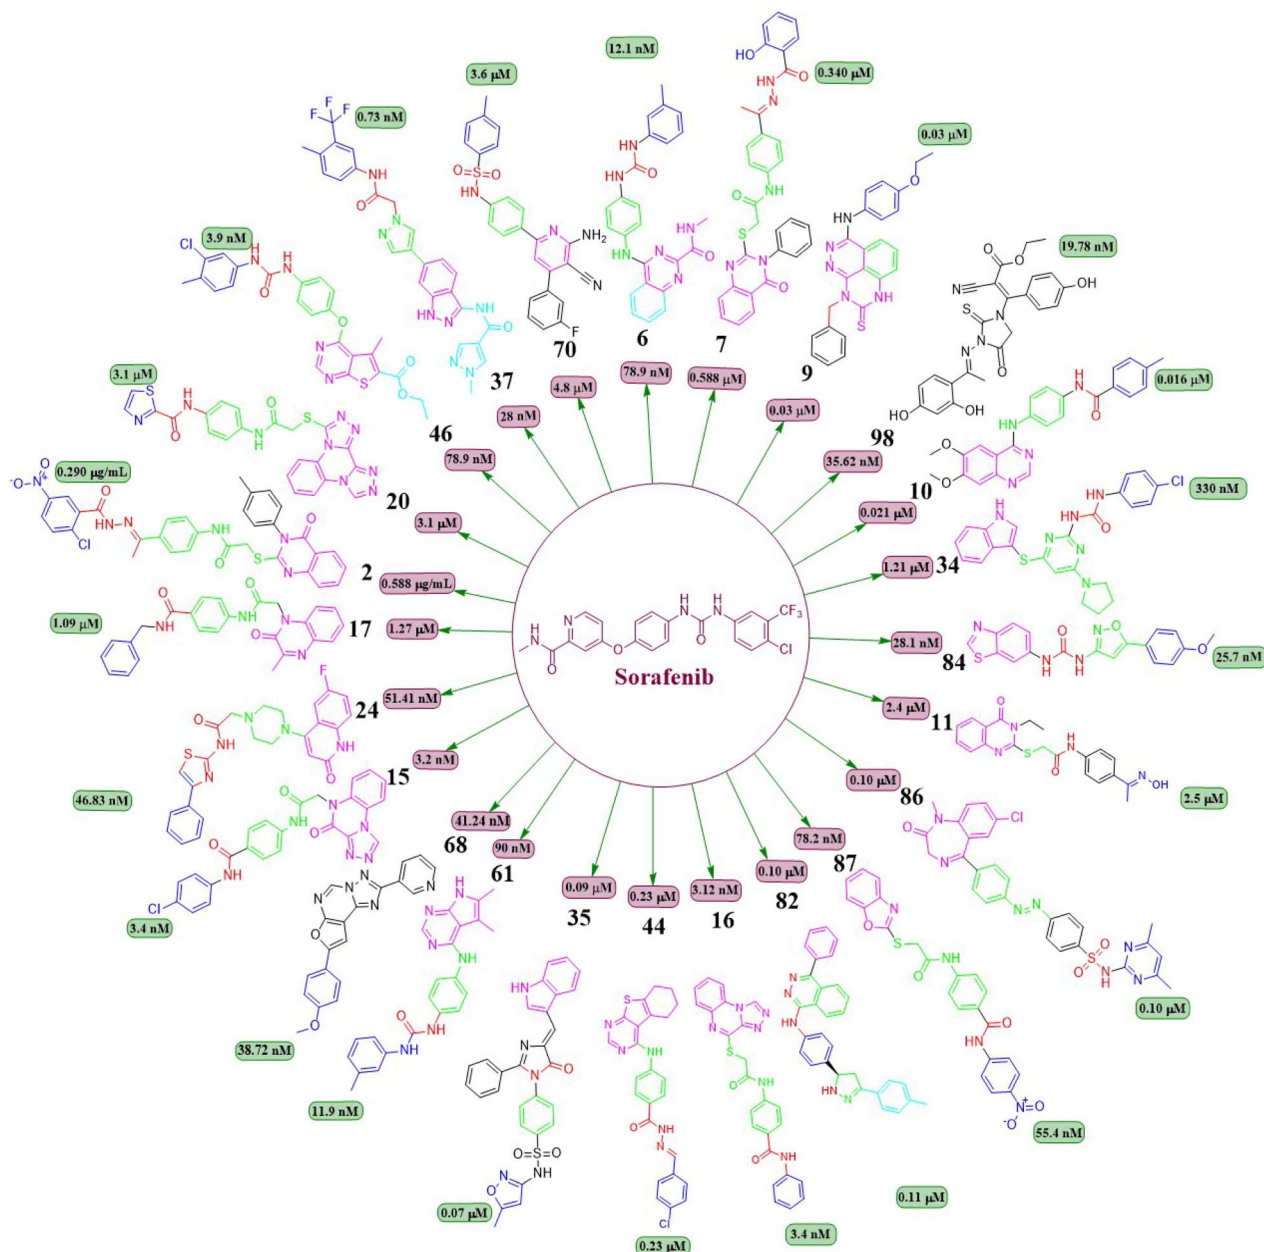 12.1 nM
3.6 µM
0.340 µM
0.73 nM
0.03 µM
3.9 nM
19.78 nM
70
6
7
9
37
98
46
0.016 µM
3.1 µM
4.8 µM
78.9 nM
0.588 µM
0.03 µM
28 nM
35.62 nM
10
78.9 nM
20
0.021 µM
330 nM
0.290 µg/mL
3.1 µM
2
1.21 µM
34
0.588 µg/mL
17
1.09 µM
1.27 µM
28.1 nM
84
25.7 nM
Sorafenib
24
51.41 nM
2.4 µM
11
15
3.2 nM
0.10 µM
86
2.5 µM
46.83 nM
68
41.24 nM
90 nM
78.2 nM
87
61
0.09 µM
0.23 µM
3.12 nM
0.10 µM
82
35
44
16
3.4 nM
0.10 µM
38.72 nM
11.9 nM
55.4 nM
0.07 µM
0.11 µM
0.23 µM
3.4 nM